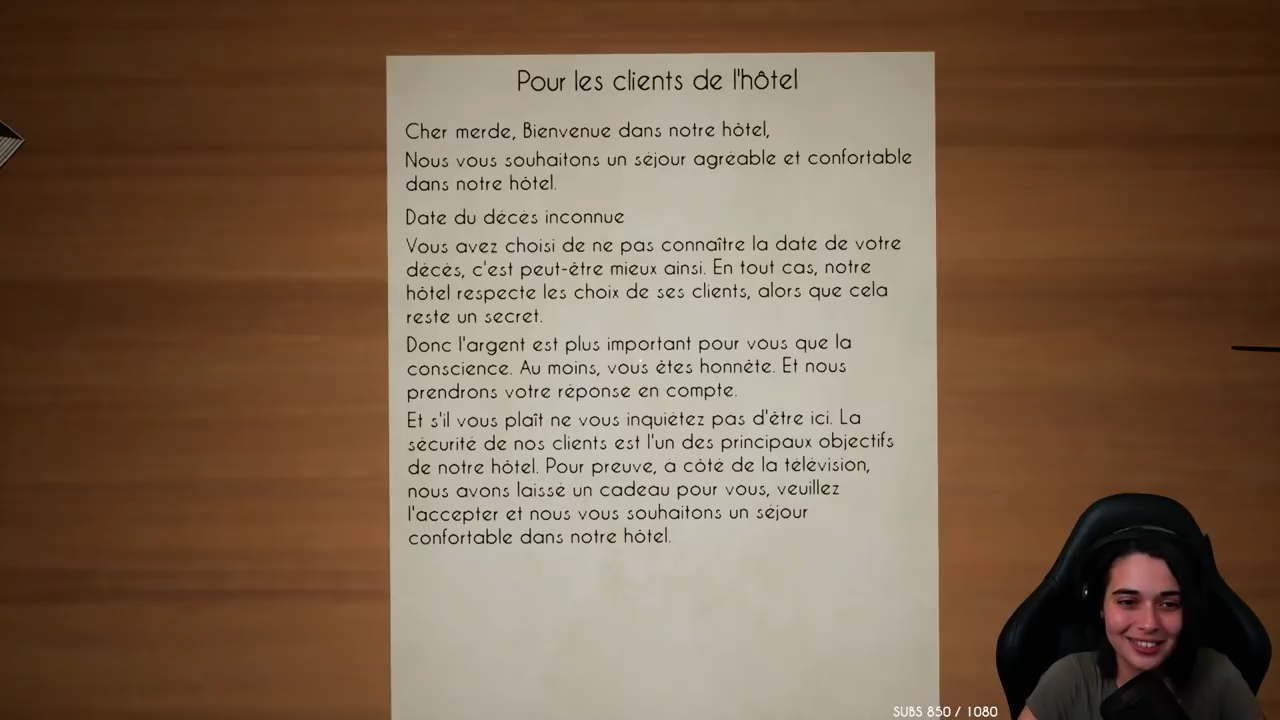 Pour les clients de l'hôtel
Cher merde, Bienvenue dans notre hôtel,
Nous vous souhaitons un séjour agréable et confortable
dans notre hôtel.
Date du décès inconnue
Vous avez choisi de ne pas connaître la date de votre
décès, c'est peut-être mieux ainsi. En tout cas, notre
hôtel respecte les choix de ses clients, alors que cela
reste un secret.
Donc l'argent est plus important pour vous que la
conscience. Au moins, vous êtes honnête. Et nous
prendrons votre réponse en compte.
Et s'il vous plaît ne vous inquiétez pas d'être ici. La
sécurité de nos clients est l'un des principaux objectifs
de notre hôtel. Pour preuve, à côté de la télévision,
nous avons laissé un cadeau pour vous, veuillez
l'accepter et nous vous souhaitons un séjour
confortable dans notre hôtel.
SUBS 850 / 1080